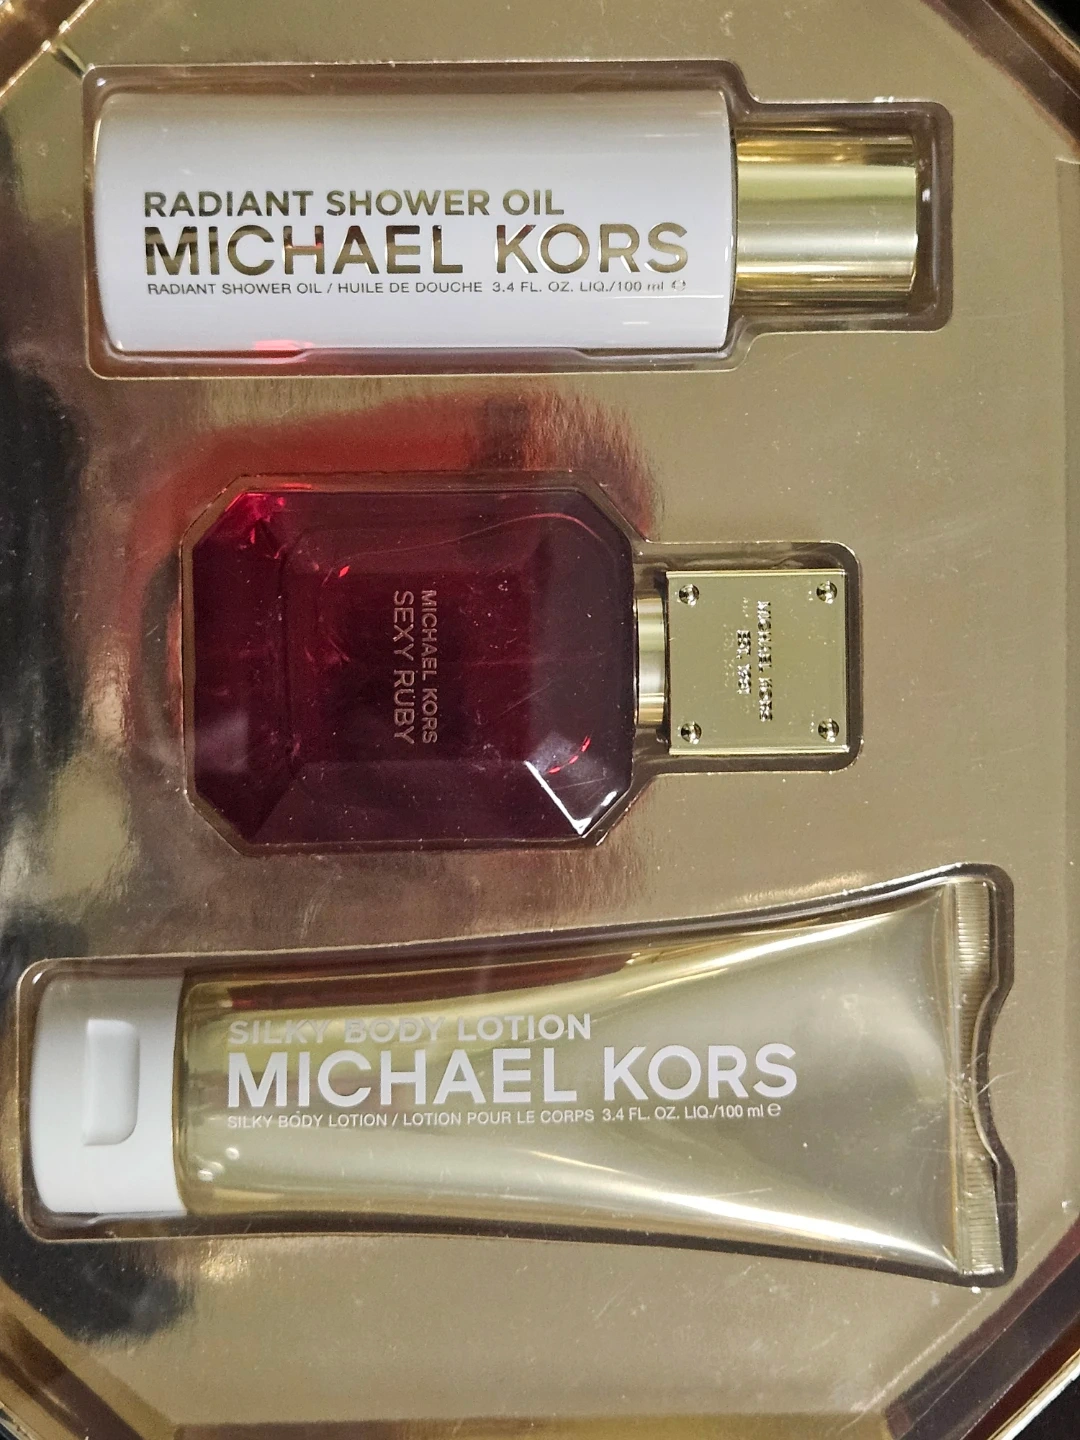 RADIANT SHOWER OIL
MICHAEL KORS
RADIANT SHOWER OIL / HUILE DE DOUCHE 3.4 FL. OZ. LIQ./100 ml ℮
MICHAEL KORS
SEXY RUBY
MICHAEL KORS
SILKY BODY LOTION
MICHAEL KORS
SILKY BODY LOTION / LOTION POUR LE CORPS 3.4 FL. OZ. LIQ./100 ml ℮